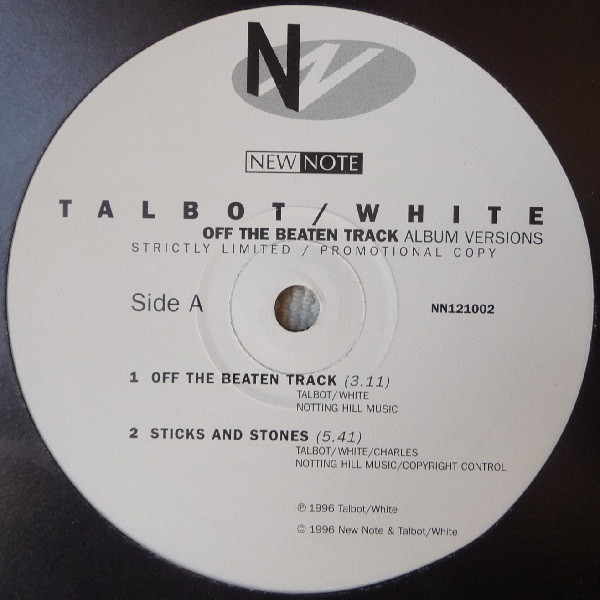 N N
NEW NOTE
TALBOT/WHITE
OFF THE BEATEN TRACK ALBUM VERSIONS
STRICTLY LIMITED / PROMOTIONAL COPY
Side A
NN121002
1 OFF THE BEATEN TRACK (3.11)
TALBOT/WHITE
NOTTING HILL MUSIC
2 STICKS AND STONES (5.41)
TALBOT/WHITE/CHARLES
NOTTING HILL MUSIC/COPYRIGHT CONTROL
℗ 1996 Talbot/White
© 1996 New Note & Talbot/White